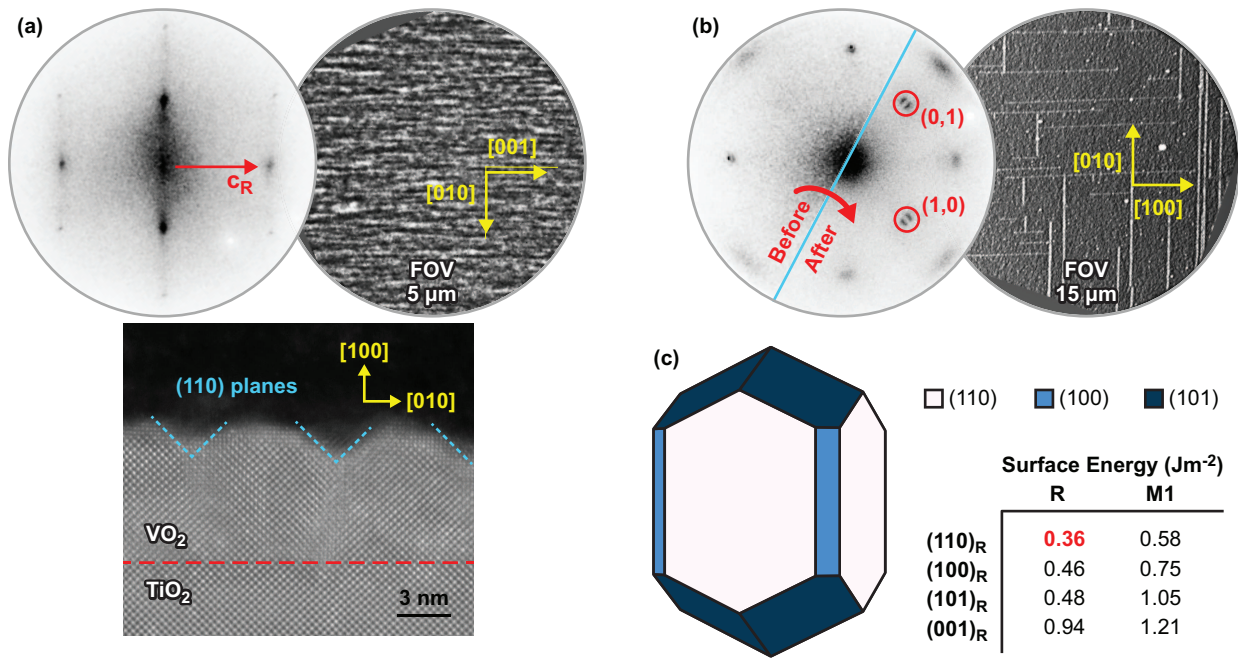 (a)
c_R
[001]
[010]
FOV
5 μm
(110) planes
[100]
[010]
VO₂
TiO₂
3 nm
(b)
(0,1)
(1,0)
Before
After
[010]
[100]
FOV
15 μm
(c)
(110) (100) (101)
Surface Energy (Jm⁻²)
R M1
(110)_R 0.36 0.58
(100)_R 0.46 0.75
(101)_R 0.48 1.05
(001)_R 0.94 1.21